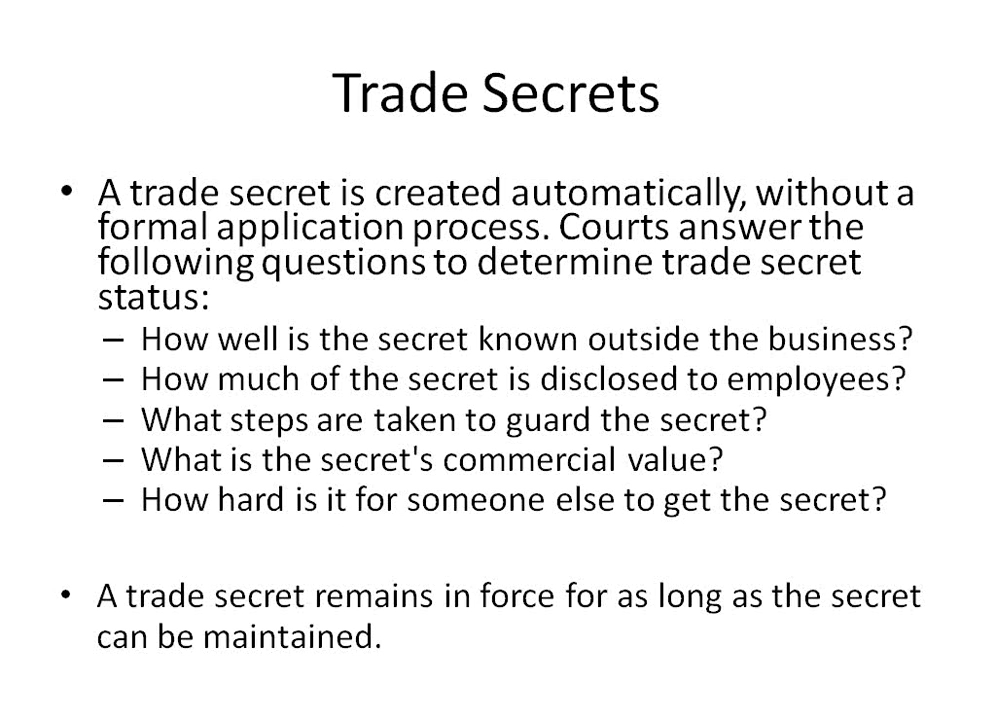 Trade Secrets
• A trade secret is created automatically, without a
formal application process. Courts answer the
following questions to determine trade secret
status:
– How well is the secret known outside the business?
– How much of the secret is disclosed to employees?
– What steps are taken to guard the secret?
– What is the secret's commercial value?
– How hard is it for someone else to get the secret?
• A trade secret remains in force for as long as the secret
can be maintained.